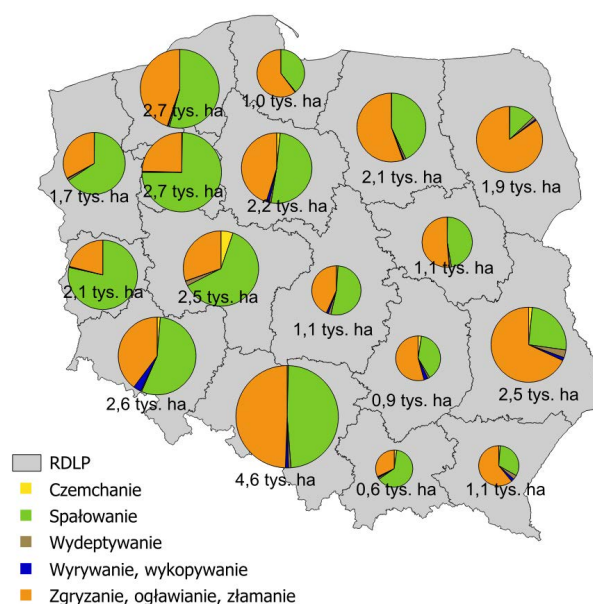 2,7 tys. ha
1,0 tys. ha
2,1 tys. ha
1,9 tys. ha
1,7 tys. ha
2,7 tys. ha
2,2 tys. ha
1,1 tys. ha
2,1 tys. ha
2,5 tys. ha
1,1 tys. ha
2,6 tys. ha
0,9 tys. ha
2,5 tys. ha
4,6 tys. ha
0,6 tys. ha
1,1 tys. ha
RDLP
Czemchanie
Spałowanie
Wydeptywanie
Wyrywanie, wykopywanie
Zgryzanie, ogławianie, złamanie